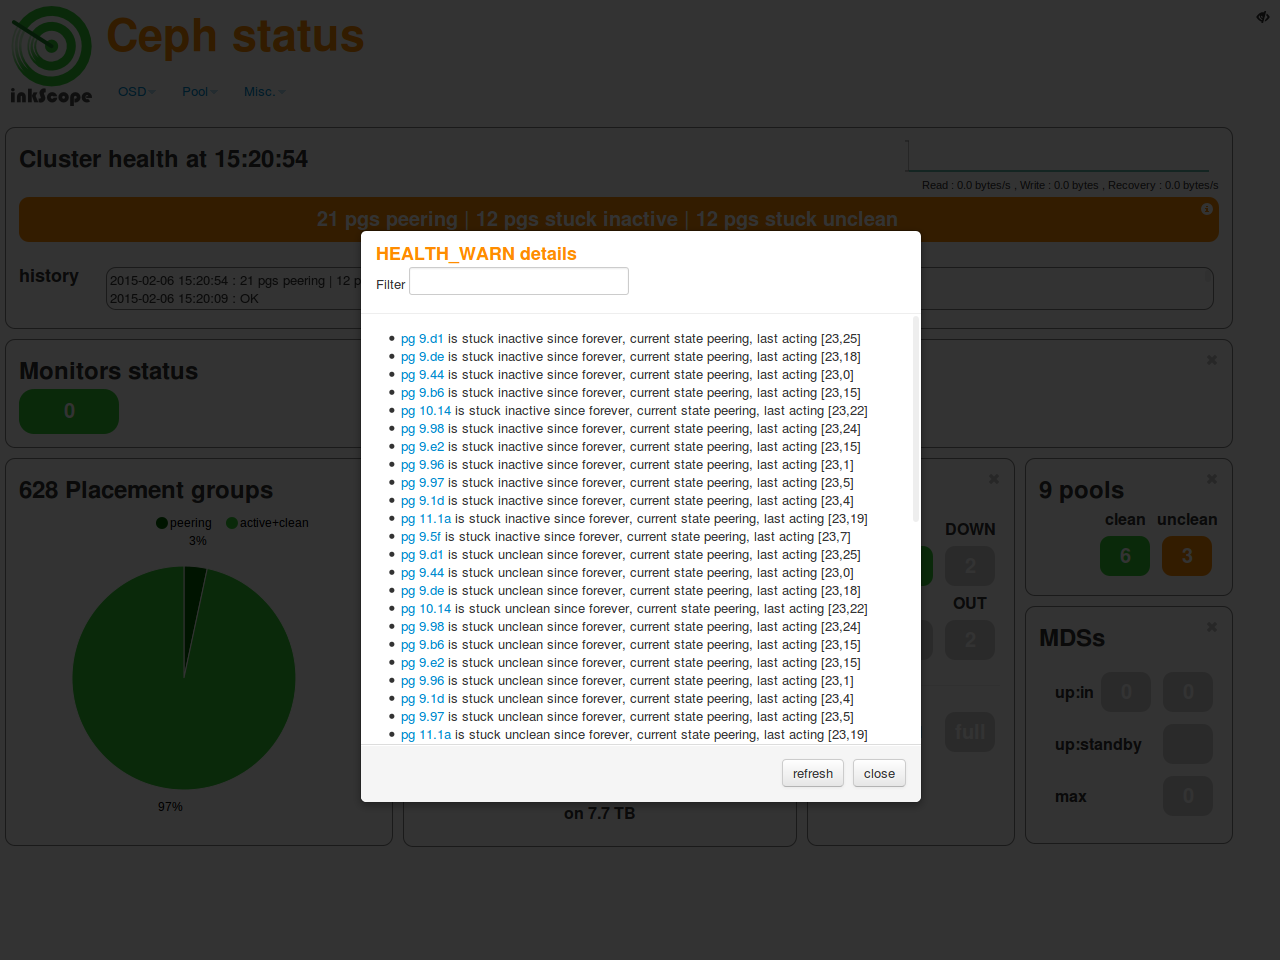 Ceph status
inkScope
OSD Pool Misc.
Cluster health at 15:20:54
Read : 0.0 bytes/s , Write : 0.0 bytes , Recovery : 0.0 bytes/s
21 pgs peering | 12 pgs stuck inactive | 12 pgs stuck unclean
history
2015-02-06 15:20:54 : 21 pgs peering | 12 p
2015-02-06 15:20:09 : OK
HEALTH_WARN details
Filter
pg 9.d1 is stuck inactive since forever, current state peering, last acting [23,25]
pg 9.de is stuck inactive since forever, current state peering, last acting [23,18]
pg 9.44 is stuck inactive since forever, current state peering, last acting [23,0]
pg 9.b6 is stuck inactive since forever, current state peering, last acting [23,15]
pg 10.14 is stuck inactive since forever, current state peering, last acting [23,22]
pg 9.98 is stuck inactive since forever, current state peering, last acting [23,24]
pg 9.e2 is stuck inactive since forever, current state peering, last acting [23,15]
pg 9.96 is stuck inactive since forever, current state peering, last acting [23,1]
pg 9.97 is stuck inactive since forever, current state peering, last acting [23,5]
pg 9.1d is stuck inactive since forever, current state peering, last acting [23,4]
pg 11.1a is stuck inactive since forever, current state peering, last acting [23,19]
pg 9.5f is stuck inactive since forever, current state peering, last acting [23,7]
pg 9.d1 is stuck unclean since forever, current state peering, last acting [23,25]
pg 9.44 is stuck unclean since forever, current state peering, last acting [23,0]
pg 9.de is stuck unclean since forever, current state peering, last acting [23,18]
pg 10.14 is stuck unclean since forever, current state peering, last acting [23,22]
pg 9.98 is stuck unclean since forever, current state peering, last acting [23,24]
pg 9.b6 is stuck unclean since forever, current state peering, last acting [23,15]
pg 9.e2 is stuck unclean since forever, current state peering, last acting [23,15]
pg 9.96 is stuck unclean since forever, current state peering, last acting [23,1]
pg 9.1d is stuck unclean since forever, current state peering, last acting [23,4]
pg 9.97 is stuck unclean since forever, current state peering, last acting [23,5]
pg 11.1a is stuck unclean since forever, current state peering, last acting [23,19]
refresh close
Monitors status
0
628 Placement groups
peering active+clean
3%
97%
on 7.7 TB
DOWN
2
OUT
2
full
9 pools
clean unclean
6 3
MDSs
up:in 0 0
up:standby
max 0